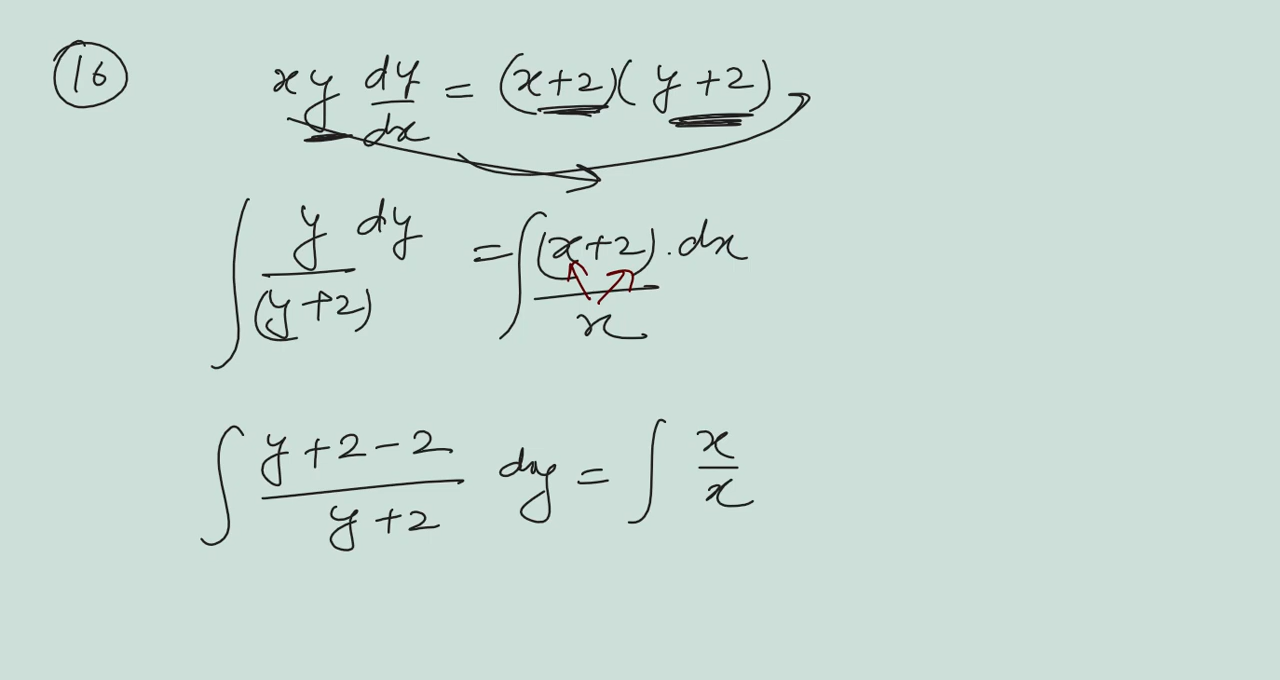 (16) xy dy/dx = (x+2)(y+2)
∫ y dy/(y+2) = ∫ (x+2).dx/x
∫ y+2-2/y+2 dy = ∫ x/x